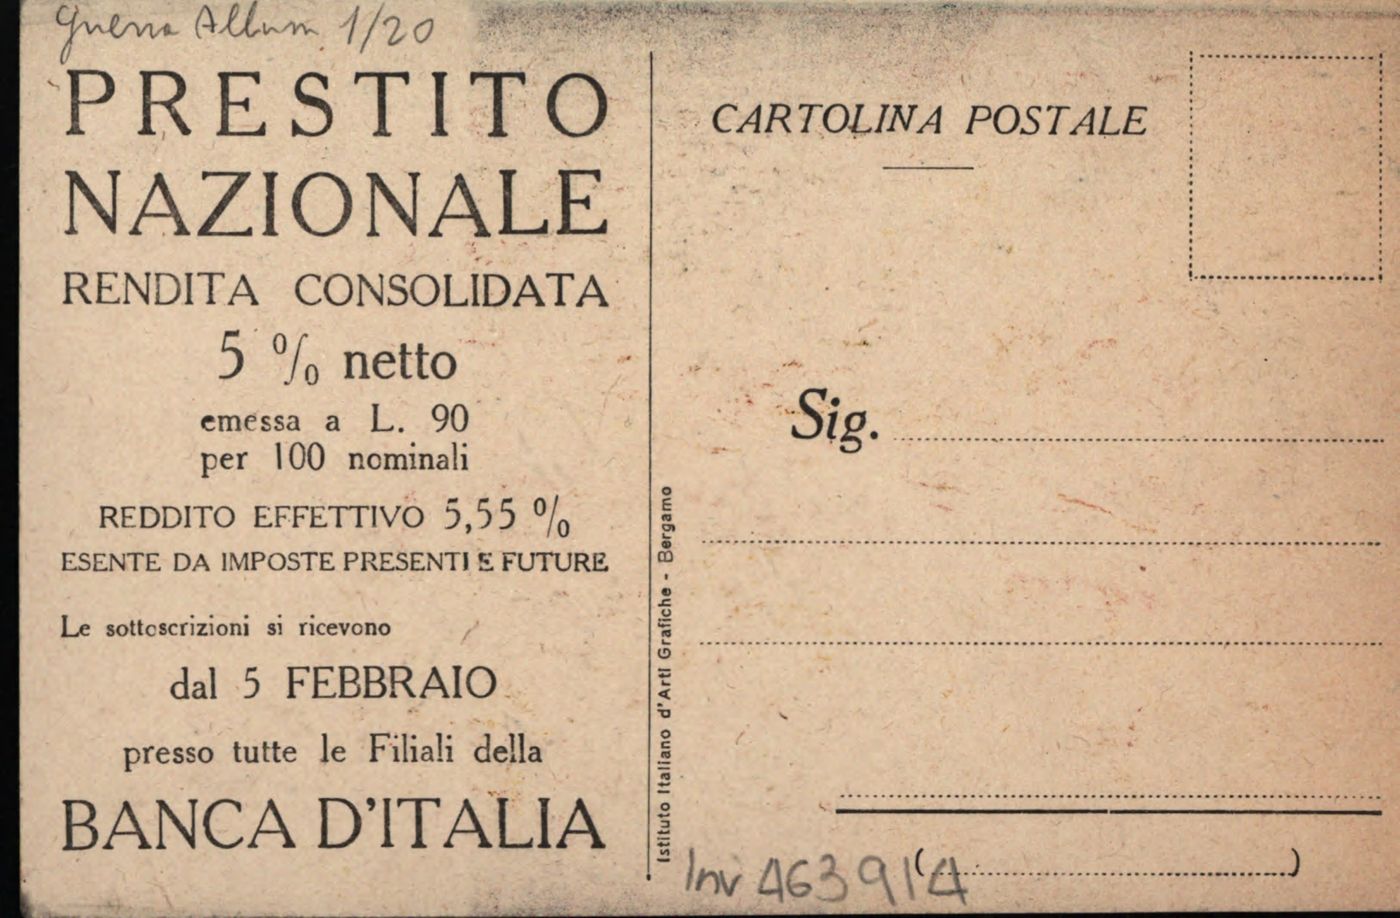 Guerra Album 1/20
PRESTITO
NAZIONALE
RENDITA CONSOLIDATA
5 % netto
emessa a L. 90
per 100 nominali
REDDITO EFFETTIVO 5,55 %
ESENTE DA IMPOSTE PRESENTI E FUTURE
Le sottoscrizioni si ricevono
dal 5 FEBBRAIO
presso tutte le Filiali della
BANCA D'ITALIA
Istituto Italiano d'Arti Grafiche - Bergamo
CARTOLINA POSTALE
Sig.
( )
Inv 463914